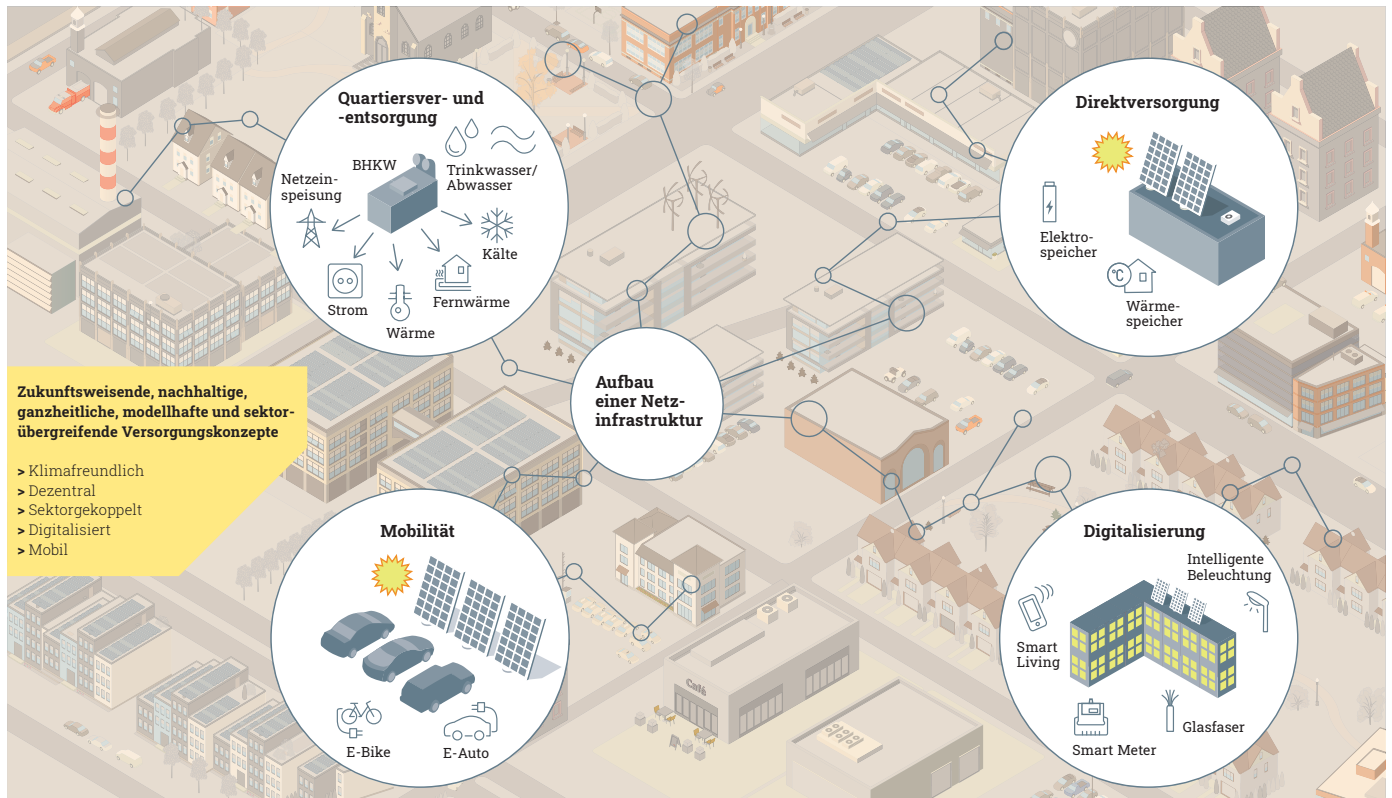 Quartiersver- und
-entsorgung
BHKW
Trinkwasser/
Abwasser
Netzein-
speisung
Kälte
Fernwärme
Strom
Wärme
Direktversorgung
Elektro-
speicher
Wärme-
speicher
°C
Aufbau
einer Netz-
infrastruktur
Zukunftsweisende, nachhaltige,
ganzheitliche, modellhafte und sektor-
übergreifende Versorgungskonzepte
> Klimafreundlich
> Dezentral
> Sektorgekoppelt
> Digitalisiert
> Mobil
Mobilität
E-Bike
E-Auto
Café
Digitalisierung
Intelligente
Beleuchtung
Smart
Living
Glasfaser
Smart Meter